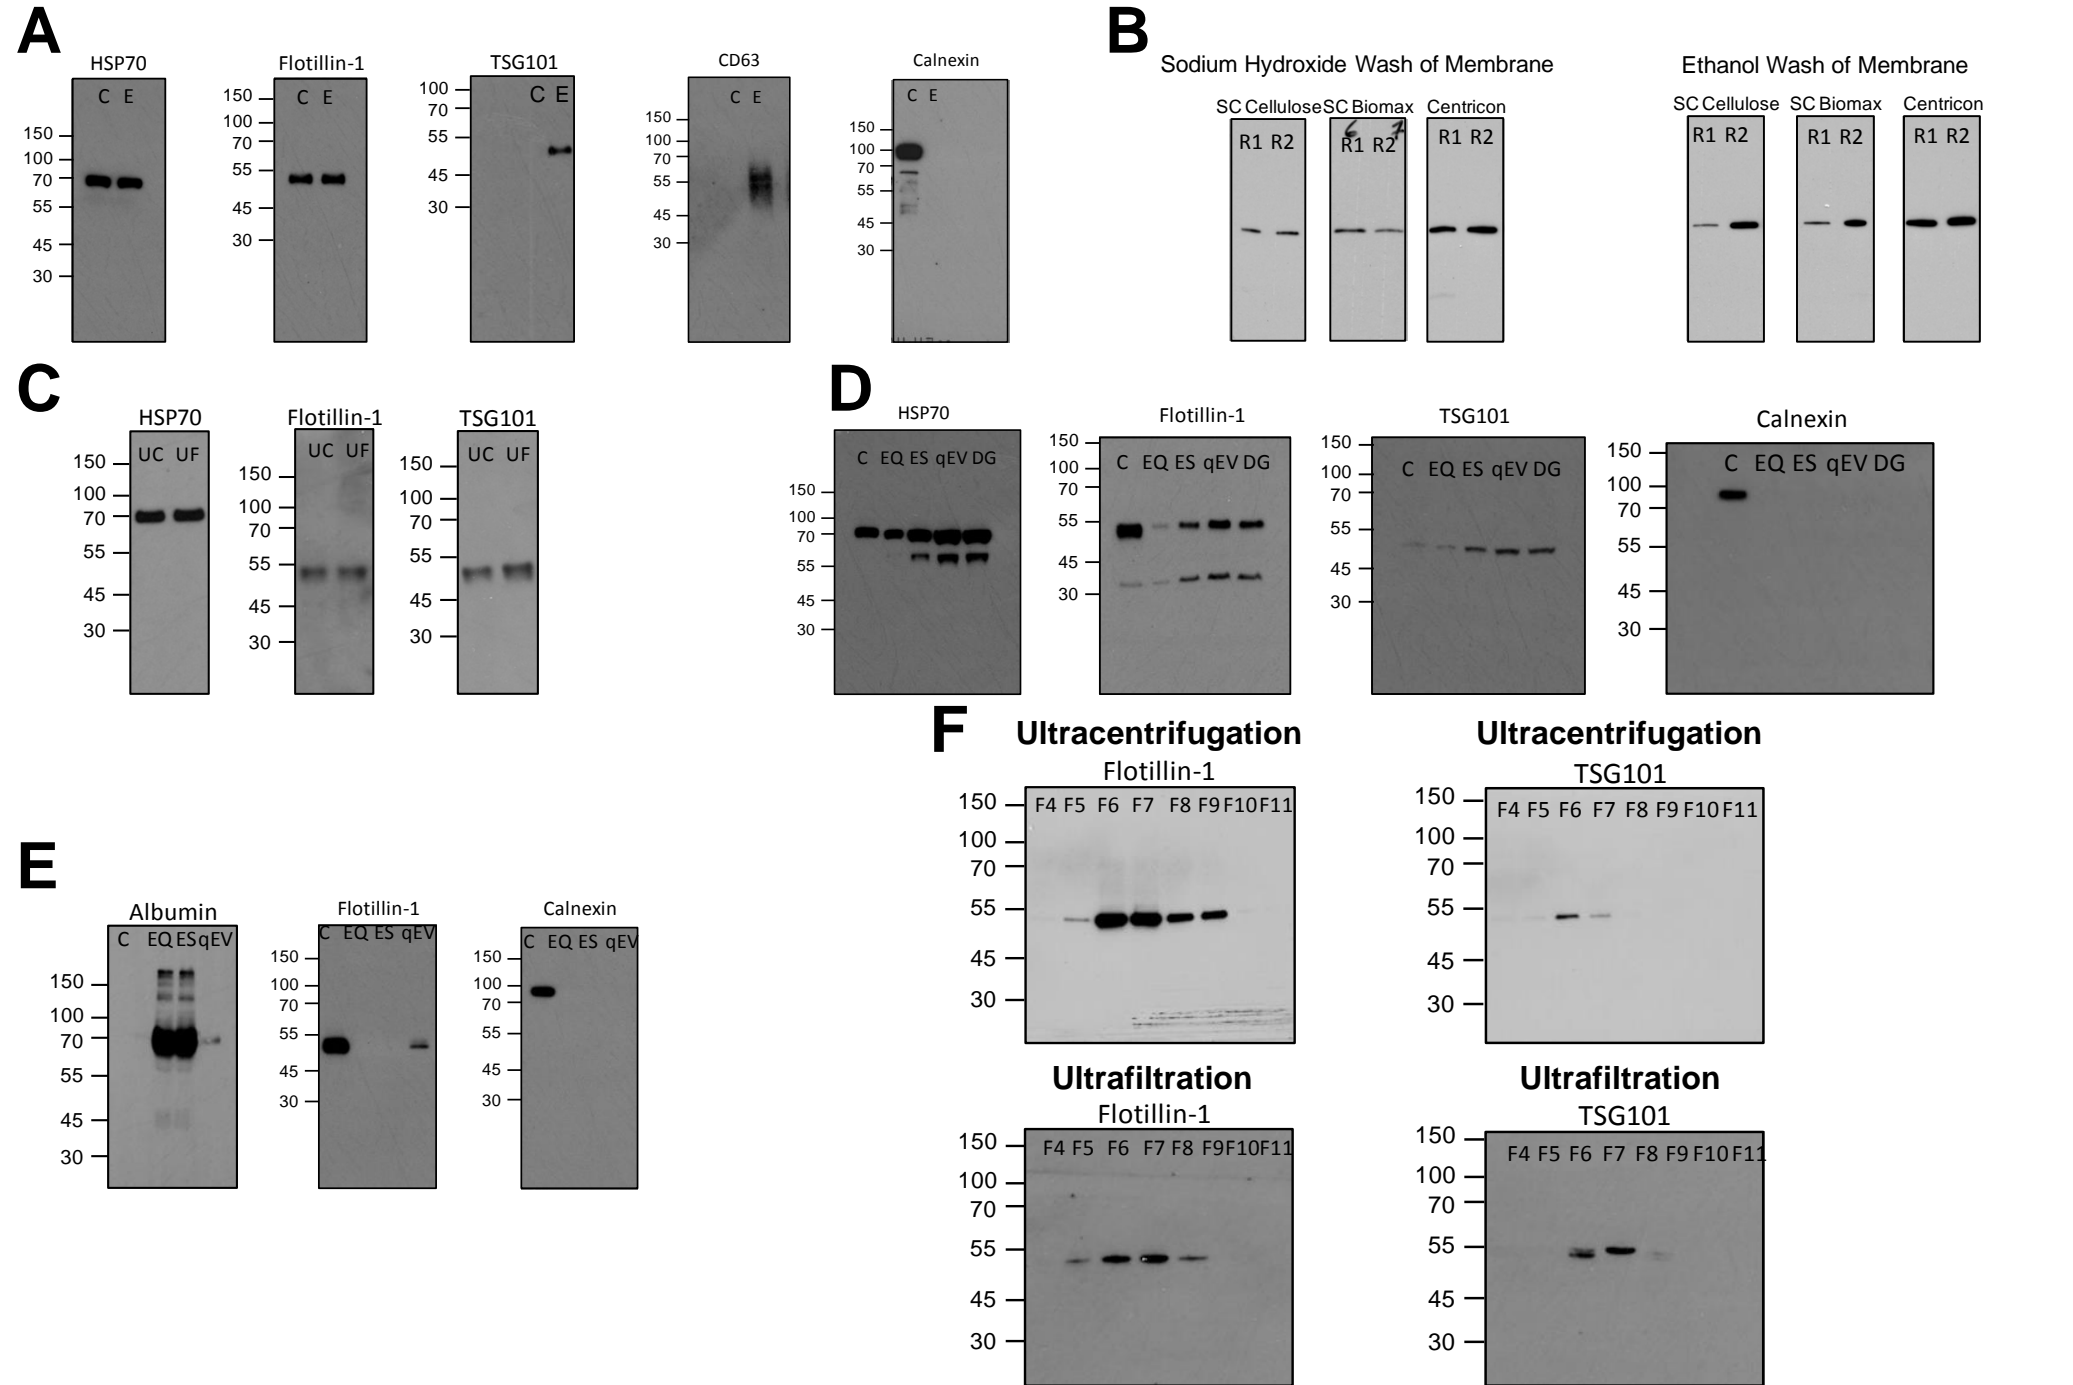 A
HSP70
C E
150
100
70
55
45
30
Flotillin-1
C E
150
100
70
55
45
30
TSG101
C E
100
70
55
45
30
CD63
C E
150
100
70
55
45
30
Calnexin
C E
150
100
70
55
45
30
B
Sodium Hydroxide Wash of Membrane
SC Cellulose SC Biomax Centricon
R1 R2
6 7
R1 R2
R1 R2
Ethanol Wash of Membrane
SC Cellulose SC Biomax Centricon
R1 R2
R1 R2
R1 R2
C
HSP70
UC UF
150
100
70
55
45
30
Flotillin-1
UC UF
150
100
70
55
45
30
TSG101
UC UF
150
100
70
55
45
30
D
HSP70
C EQ ES qEV DG
150
100
70
55
45
30
Flotillin-1
C EQ ES qEV DG
150
100
70
55
45
30
TSG101
C EQ ES qEV DG
150
100
70
55
45
30
Calnexin
C EQ ES qEV DG
150
100
70
55
45
30
E
Albumin
C EQ ES qEV
150
100
70
55
45
30
Flotillin-1
C EQ ES qEV
150
100
70
55
45
30
Calnexin
C EQ ES qEV
150
100
70
55
45
30
F
Ultracentrifugation
Flotillin-1
F4 F5 F6 F7 F8 F9 F10 F11
150
100
70
55
45
30
Ultracentrifugation
TSG101
F4 F5 F6 F7 F8 F9 F10 F11
150
100
70
55
45
30
Ultrafiltration
Flotillin-1
F4 F5 F6 F7 F8 F9 F10 F11
150
100
70
55
45
30
Ultrafiltration
TSG101
F4 F5 F6 F7 F8 F9 F10 F11
150
100
70
55
45
30